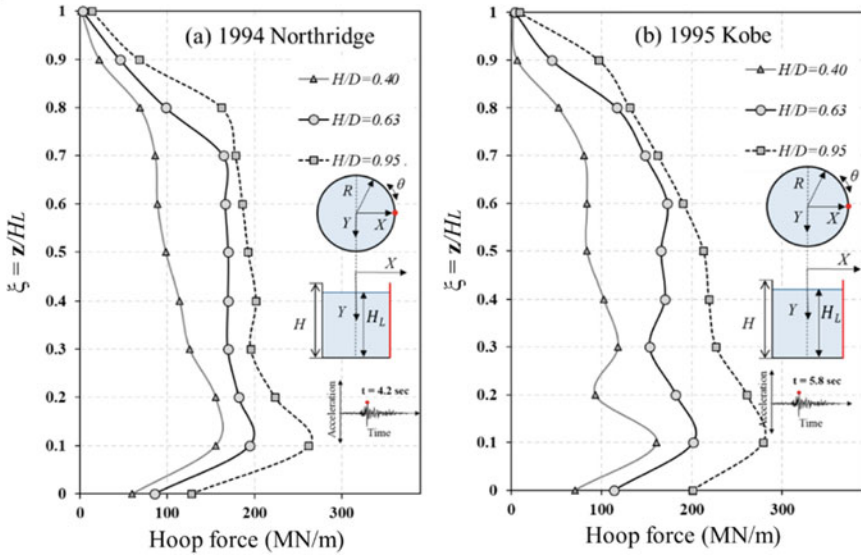 (a) 1994 Northridge
1
0.9
0.8
0.7
0.6
0.5
0.4
0.3
0.2
0.1
0
ξ = z/HL
H/D=0.40
H/D=0.63
H/D=0.95
R
θ
X
Y
X
H
Y
HL
Acceleration
t = 4.2 sec
Time
0 100 200 300
Hoop force (MN/m)
(b) 1995 Kobe
1
0.9
0.8
0.7
0.6
0.5
0.4
0.3
0.2
0.1
0
ξ = z/HL
H/D=0.40
H/D=0.63
H/D=0.95
R
θ
X
Y
X
H
Y
HL
Acceleration
t = 5.8 sec
Time
0 100 200 300
Hoop force (MN/m)